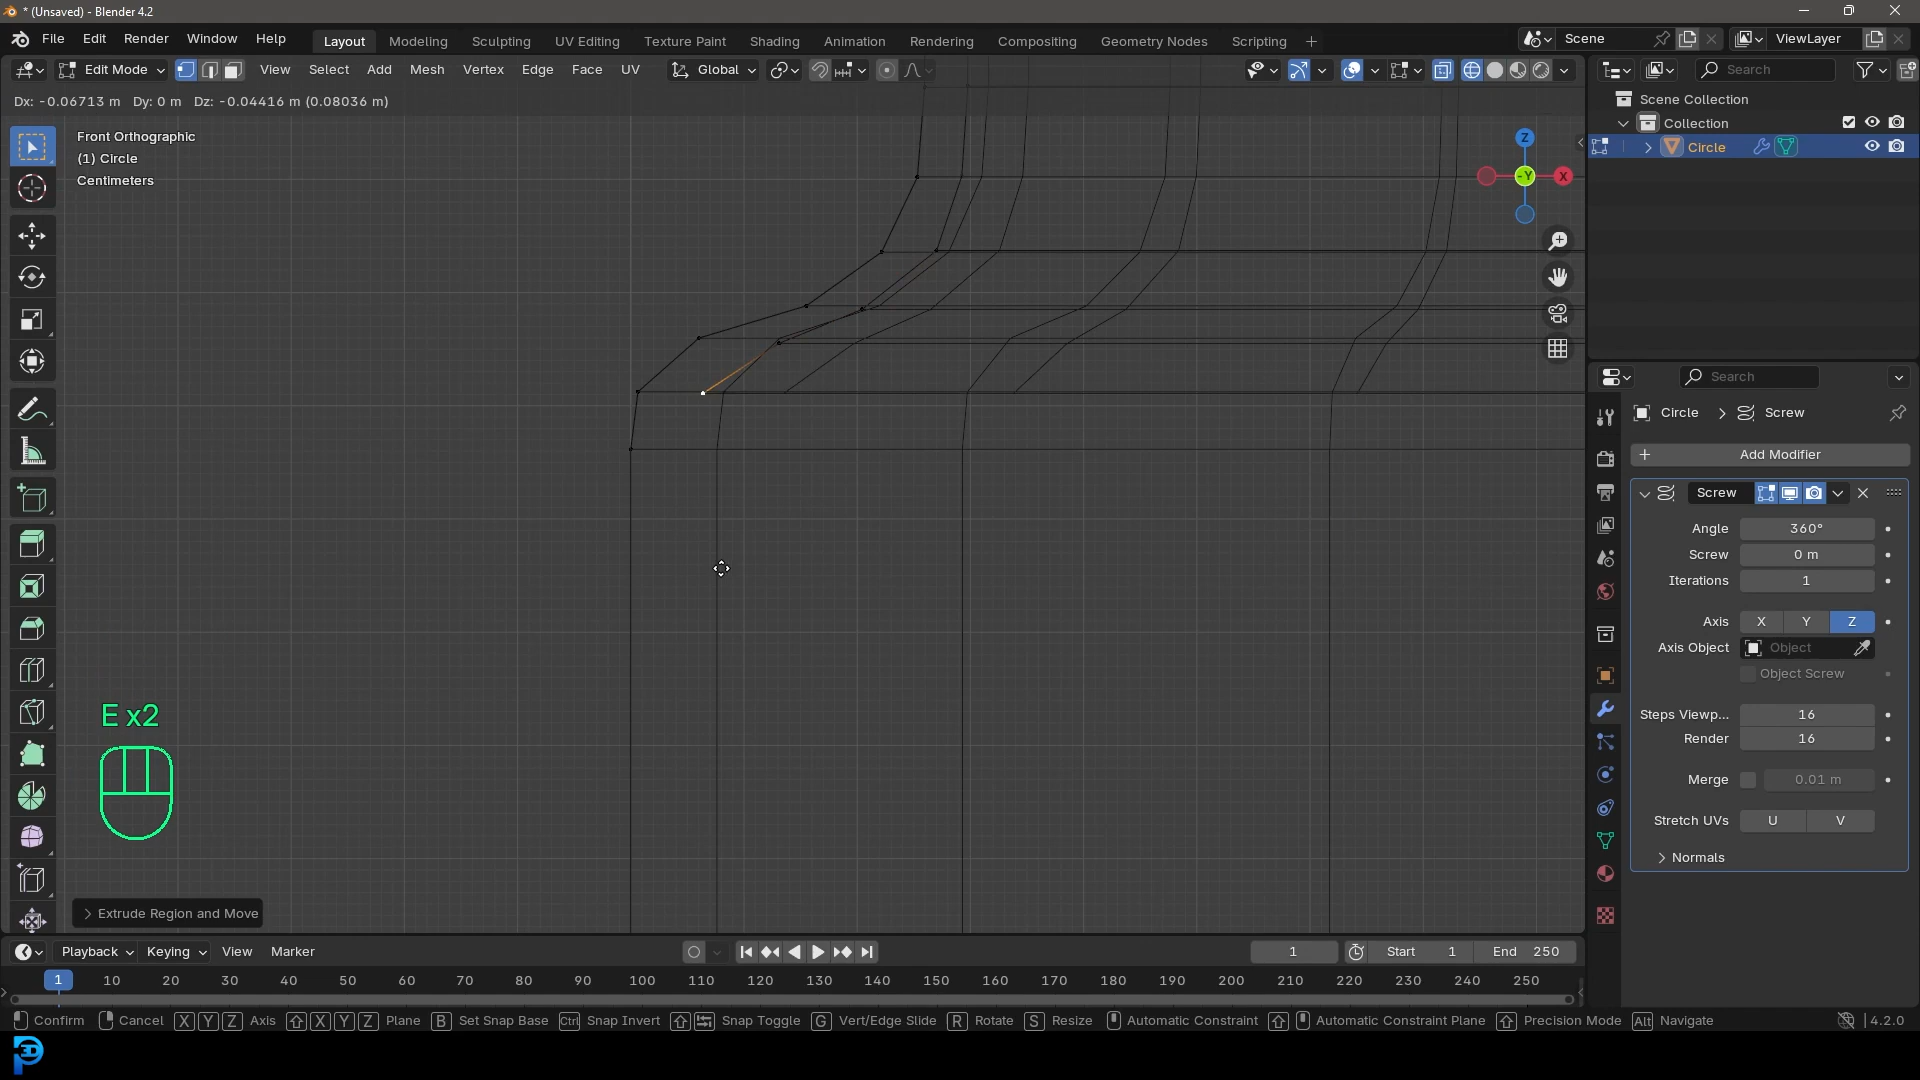 * (Unsaved) - Blender 4.2
File Edit Render Window Help
Layout Modeling Sculpting UV Editing Texture Paint Shading Animation Rendering Compositing Geometry Nodes Scripting +
Scene
ViewLayer
Edit Mode
View Select Add Mesh Vertex Edge Face UV
Global
Search
Dx: -0.06713 m Dy: 0 m Dz: -0.04416 m (0.08036 m)
Scene Collection
Collection
Circle
Front Orthographic
(1) Circle
Centimeters
Z
-Y
X
Search
Circle > Screw
+ Add Modifier
Screw
Angle 360°
Screw 0 m
Iterations 1
Axis X Y Z
Axis Object Object
Object Screw
Steps Viewp... 16
Render 16
Merge 0.01 m
Stretch UVs U V
> Normals
E x2
> Extrude Region and Move
Playback Keying View Marker
1
Start 1
End 250
1 10 20 30 40 50 60 70 80 90 100 110 120 130 140 150 160 170 180 190 200 210 220 230 240 250
Confirm Cancel X Y Z Axis X Y Z Plane B Set Snap Base Ctrl Snap Invert Snap Toggle G Vert/Edge Slide R Rotate S Resize Automatic Constraint Automatic Constraint Plane Precision Mode Alt Navigate
4.2.0